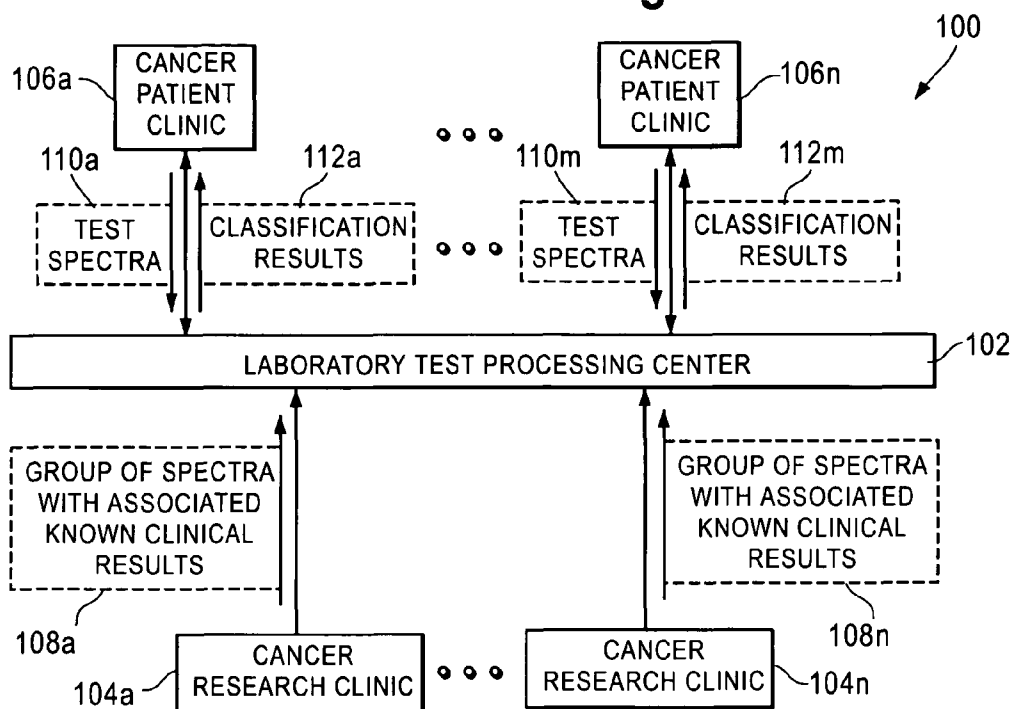 100
106a
CANCER
PATIENT
CLINIC
CANCER
PATIENT
CLINIC
106n
110a
112a
110m
112m
TEST
SPECTRA
CLASSIFICATION
RESULTS
TEST
SPECTRA
CLASSIFICATION
RESULTS
LABORATORY TEST PROCESSING CENTER
102
GROUP OF SPECTRA
WITH ASSOCIATED
KNOWN CLINICAL
RESULTS
GROUP OF SPECTRA
WITH ASSOCIATED
KNOWN CLINICAL
RESULTS
108a
108n
104a
CANCER
RESEARCH CLINIC
CANCER
RESEARCH CLINIC
104n